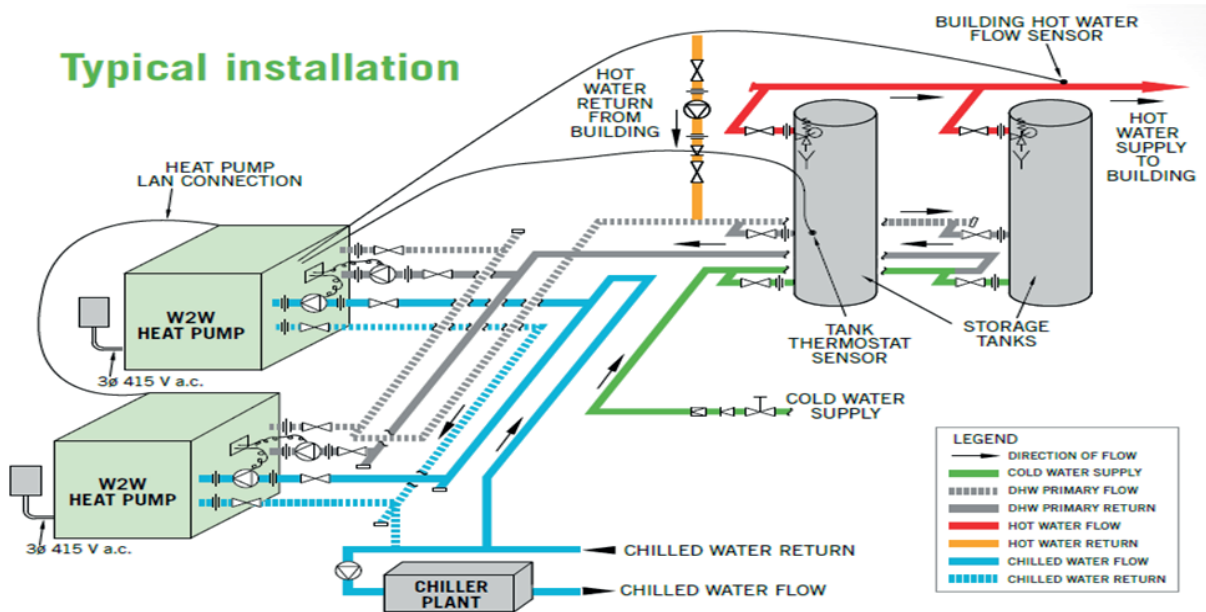 Typical installation
BUILDING HOT WATER
FLOW SENSOR
HOT
WATER
RETURN
FROM
BUILDING
HOT
WATER
SUPPLY
TO
BUILDING
HEAT PUMP
LAN CONNECTION
W2W
HEAT PUMP
3ø 415 V a.c.
TANK
THERMOSTAT
SENSOR
STORAGE
TANKS
COLD WATER
SUPPLY
W2W
HEAT PUMP
3ø 415 V a.c.
CHILLED WATER RETURN
CHILLER
PLANT
CHILLED WATER FLOW
LEGEND
DIRECTION OF FLOW
COLD WATER SUPPLY
DHW PRIMARY FLOW
DHW PRIMARY RETURN
HOT WATER FLOW
HOT WATER RETURN
CHILLED WATER FLOW
CHILLED WATER RETURN